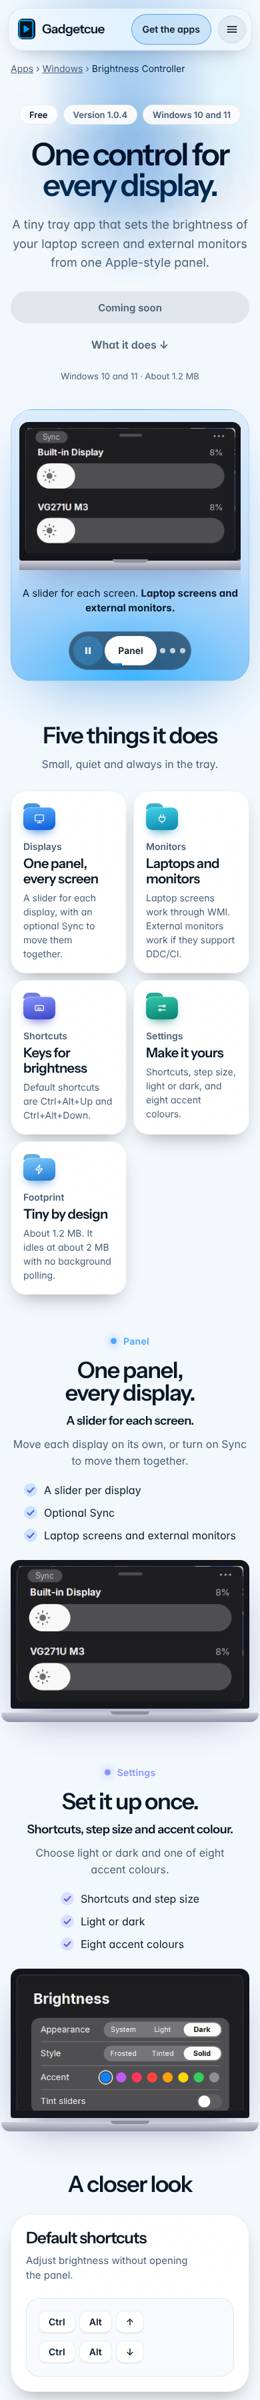 Gadgetcue
Get the apps
Apps › Windows › Brightness Controller
Free
Version 1.0.4
Windows 10 and 11
One control for
every display.
A tiny tray app that sets the brightness of
your laptop screen and external monitors
from one Apple-style panel.
Coming soon
What it does ↓
Windows 10 and 11 · About 1.2 MB
Sync
Built-in Display 8%
VG271U M3 8%
A slider for each screen. Laptop screens and
external monitors.
Panel
Five things it does
Small, quiet and always in the tray.
Displays
One panel,
every screen
A slider for each
display, with an
optional Sync to
move them
together.
Monitors
Laptops and
monitors
Laptop screens
work through WMI.
External monitors
work if they support
DDC/CI.
Shortcuts
Keys for
brightness
Default shortcuts
are Ctrl+Alt+Up and
Ctrl+Alt+Down.
Settings
Make it yours
Shortcuts, step size,
light or dark, and
eight accent
colours.
Footprint
Tiny by design
About 1.2 MB. It
idles at about 2 MB
with no background
polling.
Panel
One panel,
every display.
A slider for each screen.
Move each display on its own, or turn on Sync
to move them together.
A slider per display
Optional Sync
Laptop screens and external monitors
Sync
Built-in Display 8%
VG271U M3 8%
Settings
Set it up once.
Shortcuts, step size and accent colour.
Choose light or dark and one of eight
accent colours.
Shortcuts and step size
Light or dark
Eight accent colours
Brightness
Appearance System Light Dark
Style Frosted Tinted Solid
Accent
Tint sliders
A closer look
Default shortcuts
Adjust brightness without opening
the panel.
Ctrl Alt ↑
Ctrl Alt ↓